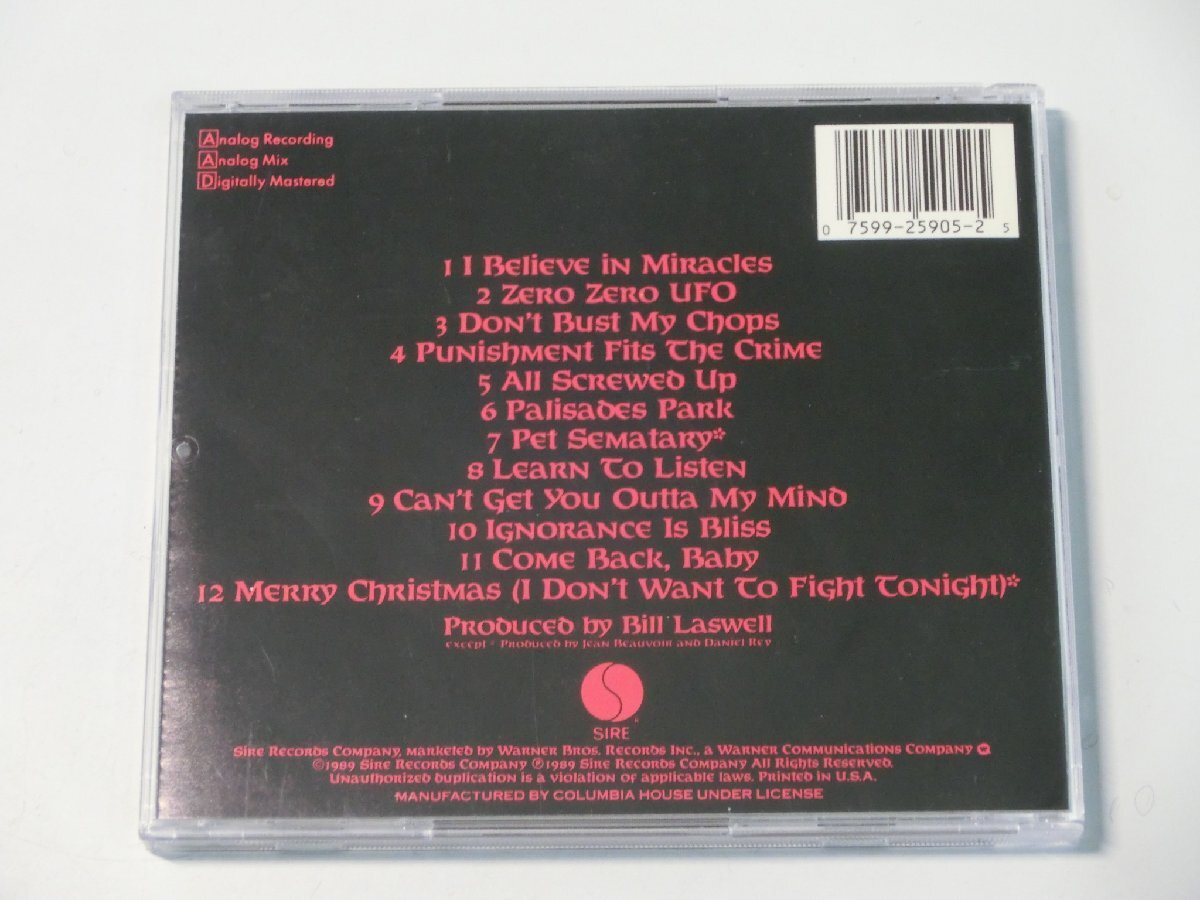 Analog Recording
Analog Mix
Digitally Mastered
0 7599-25905-2 5
1 I Believe in Miracles
2 Zero Zero UFO
3 Don't Bust My Chops
4 Punishment Fits The Crime
5 All Screwed Up
6 Palisades Park
7 Pet Sematary*
8 Learn To Listen
9 Can't Get You Outta My Mind
10 Ignorance Is Bliss
11 Come Back, Baby
12 Merry Christmas (I Don't Want To Fight Tonight)*
Produced by Bill Laswell
except * Produced by Jean Beauvoir and Daniel Rey
S
SIRE
Sire Records Company, marketed by Warner Bros. Records Inc., a Warner Communications Company
©1989 Sire Records Company ℗1989 Sire Records Company All Rights Reserved.
Unauthorized duplication is a violation of applicable laws. Printed in U.S.A.
MANUFACTURED BY COLUMBIA HOUSE UNDER LICENSE